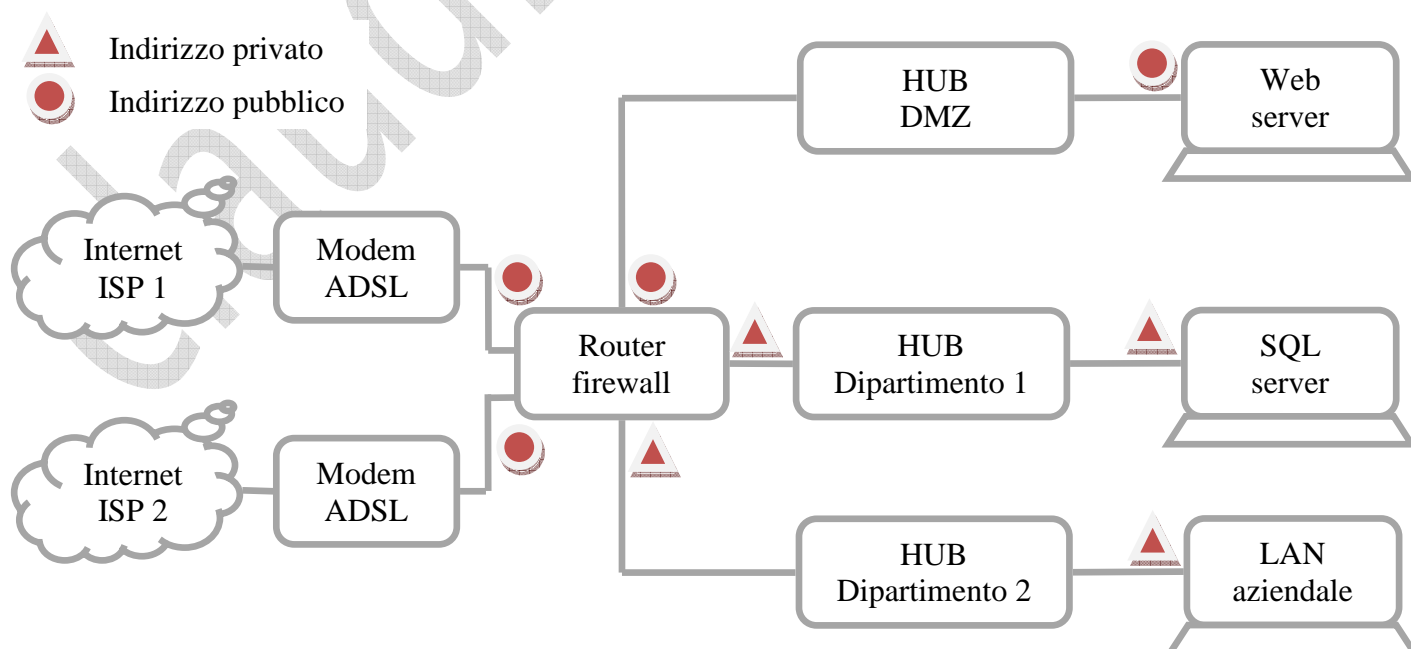 Indirizzo privato
Indirizzo pubblico
HUB
DMZ
Web
server
Internet
ISP 1
Modem
ADSL
Router
firewall
HUB
Dipartimento 1
SQL
server
Internet
ISP 2
Modem
ADSL
HUB
Dipartimento 2
LAN
aziendale